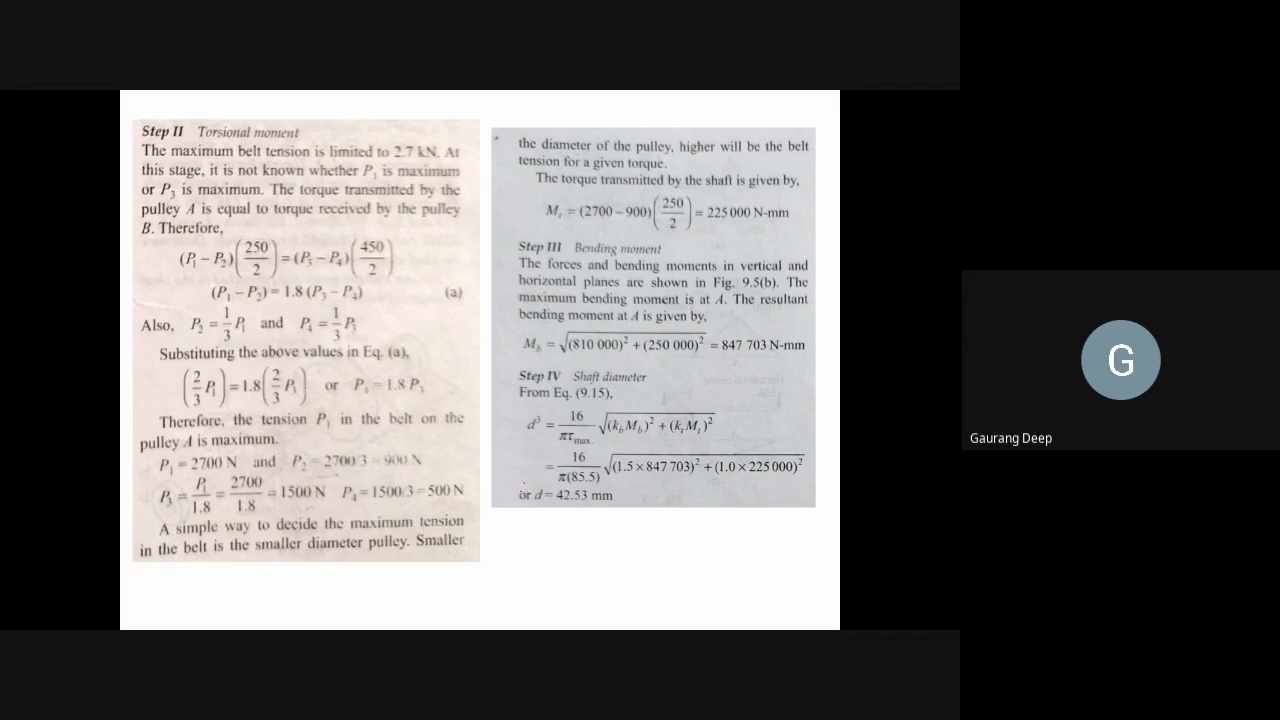 Step II Torsional moment
The maximum belt tension is limited to 2.7 kN. At
this stage, it is not known whether P₁ is maximum
or P₃ is maximum. The torque transmitted by the
pulley A is equal to torque received by the pulley
B. Therefore,
(P₁ − P₂)(250/2) = (P₃ − P₄)(450/2)
(P₁ − P₂) = 1.8 (P₃ − P₄) (a)
Also, P₂ = 1/3 P₁ and P₄ = 1/3 P₃
Substituting the above values in Eq. (a),
(2/3 P₁) = 1.8(2/3 P₃) or P₁ = 1.8 P₃
Therefore, the tension P₁ in the belt on the
pulley A is maximum.
P₁ = 2700 N and P₂ = 2700/3 = 900 N
P₃ = P₁/1.8 = 2700/1.8 = 1500 N P₄ = 1500/3 = 500 N
A simple way to decide the maximum tension
in the belt is the smaller diameter pulley. Smaller
the diameter of the pulley, higher will be the belt
tension for a given torque.
The torque transmitted by the shaft is given by,
Mₜ = (2700 − 900)(250/2) = 225 000 N-mm
Step III Bending moment
The forces and bending moments in vertical and
horizontal planes are shown in Fig. 9.5(b). The
maximum bending moment is at A. The resultant
bending moment at A is given by,
M_b = √((810 000)² + (250 000)²) = 847 703 N-mm
Step IV Shaft diameter
From Eq. (9.15),
d³ = 16/(πτ_max.) √((k_b M_b)² + (kₜ Mₜ)²)
= 16/(π(85.5)) √((1.5 × 847 703)² + (1.0 × 225 000)²)
or d = 42.53 mm
G
Gaurang Deep